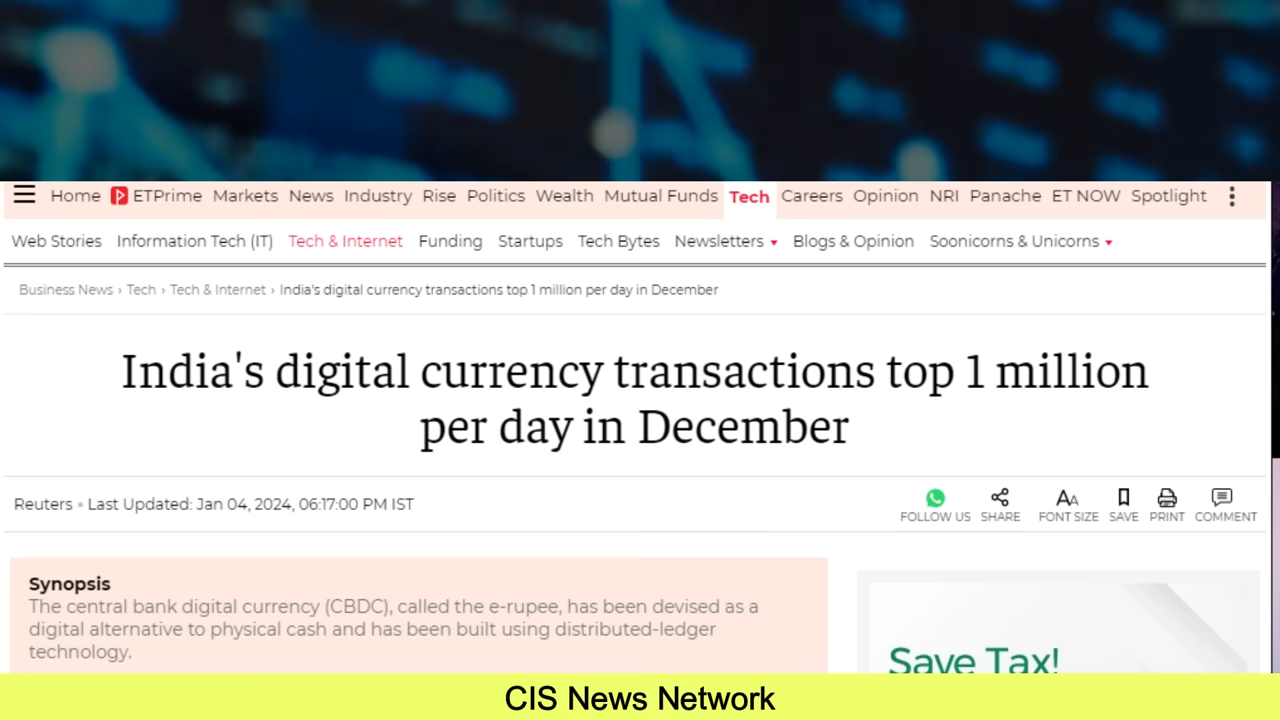 Home ETPrime Markets News Industry Rise Politics Wealth Mutual Funds Tech Careers Opinion NRI Panache ET NOW Spotlight
Web Stories Information Tech (IT) Tech & Internet Funding Startups Tech Bytes Newsletters Blogs & Opinion Soonicorns & Unicorns
Business News › Tech › Tech & Internet › India's digital currency transactions top 1 million per day in December
India's digital currency transactions top 1 million
per day in December
Reuters • Last Updated: Jan 04, 2024, 06:17:00 PM IST
FOLLOW US SHARE FONT SIZE SAVE PRINT COMMENT
Synopsis
The central bank digital currency (CBDC), called the e-rupee, has been devised as a
digital alternative to physical cash and has been built using distributed-ledger
technology.
Save Tax!
CIS News Network